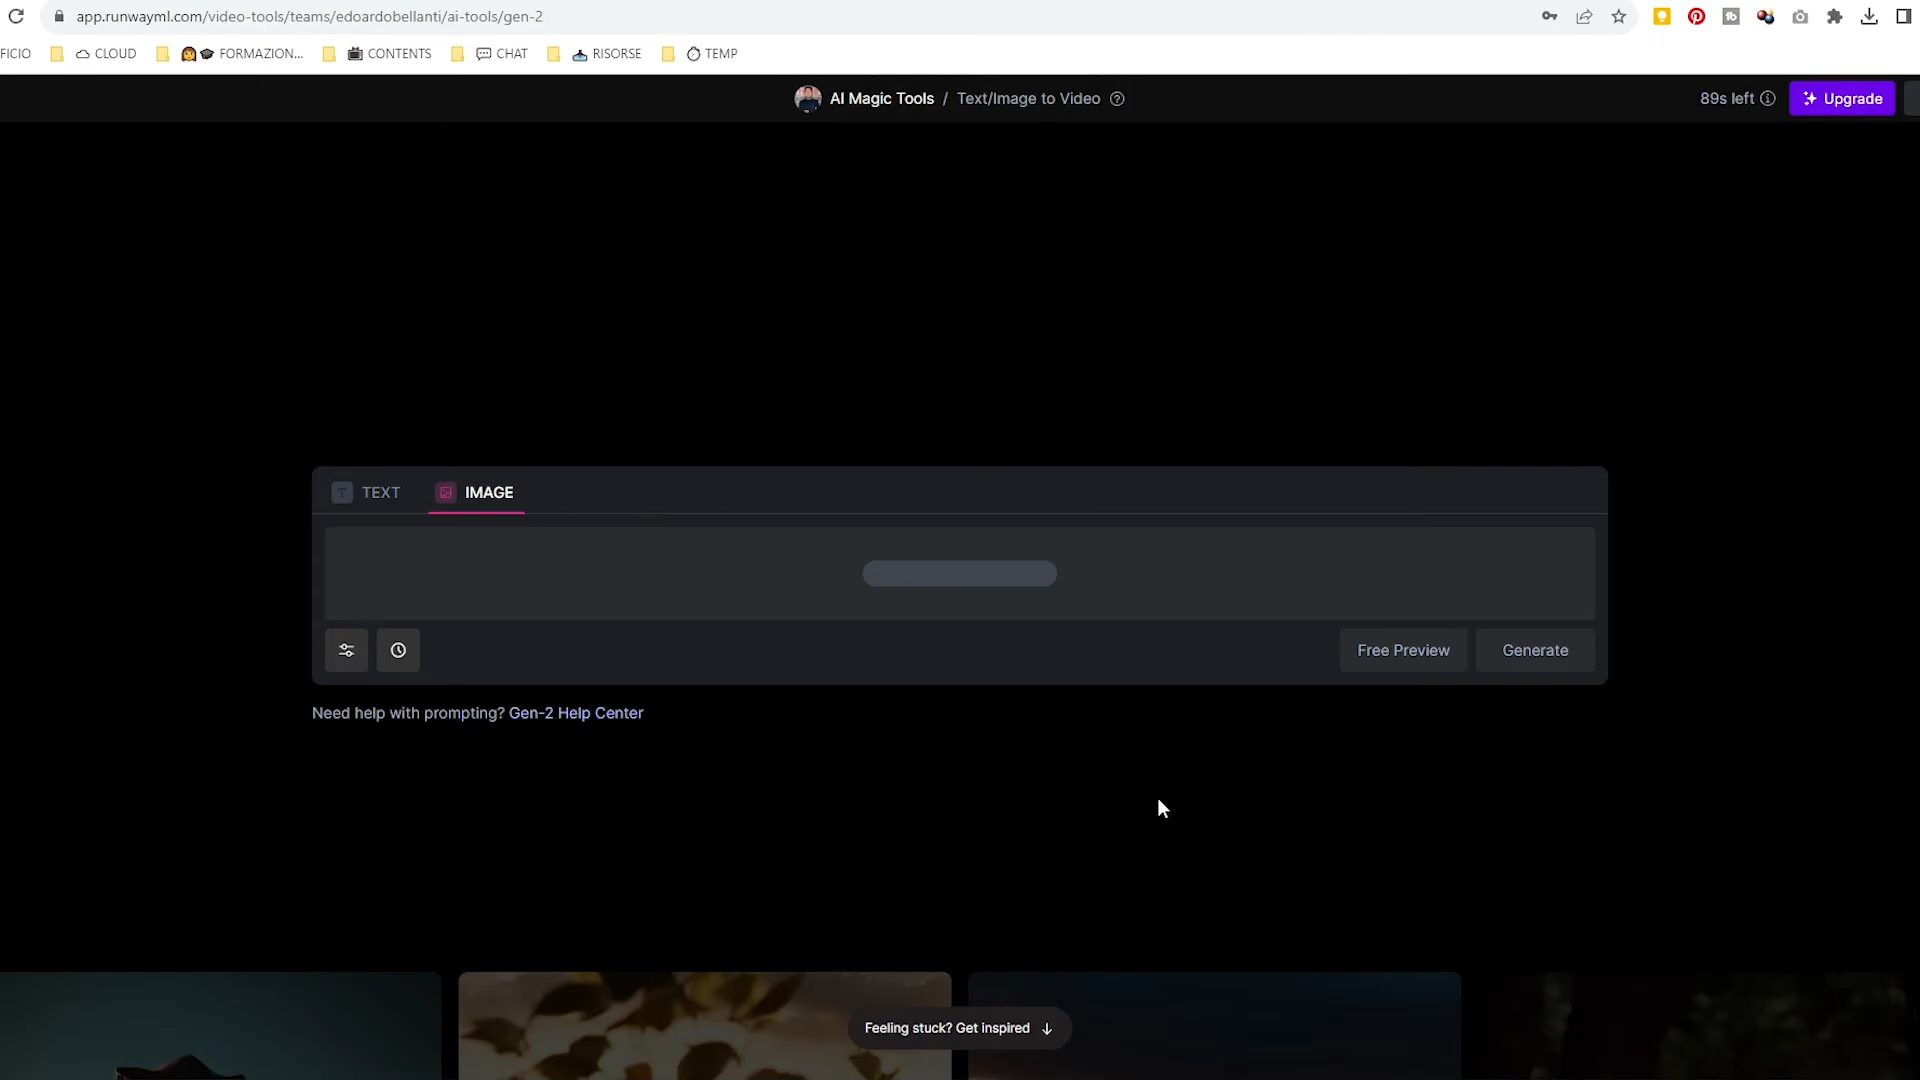 app.runwayml.com/video-tools/teams/edoardobellanti/ai-tools/gen-2
FICIO CLOUD FORMAZION... CONTENTS CHAT RISORSE TEMP
AI Magic Tools / Text/Image to Video
89s left Upgrade
TEXT IMAGE
Free Preview Generate
Need help with prompting? Gen-2 Help Center
Feeling stuck? Get inspired